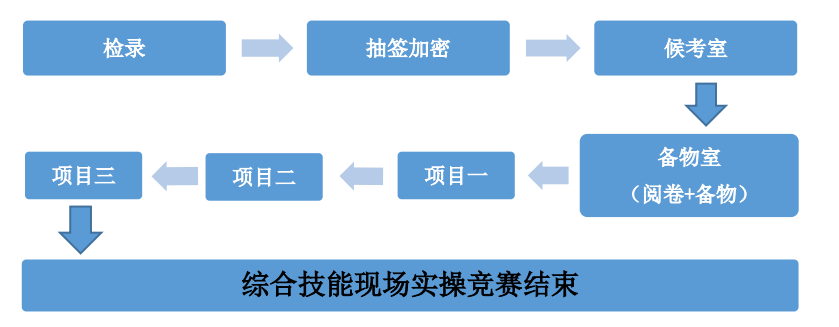 检录
抽签加密
候考室
备物室
（阅卷+备物）
项目一
项目二
项目三
综合技能现场实操竞赛结束